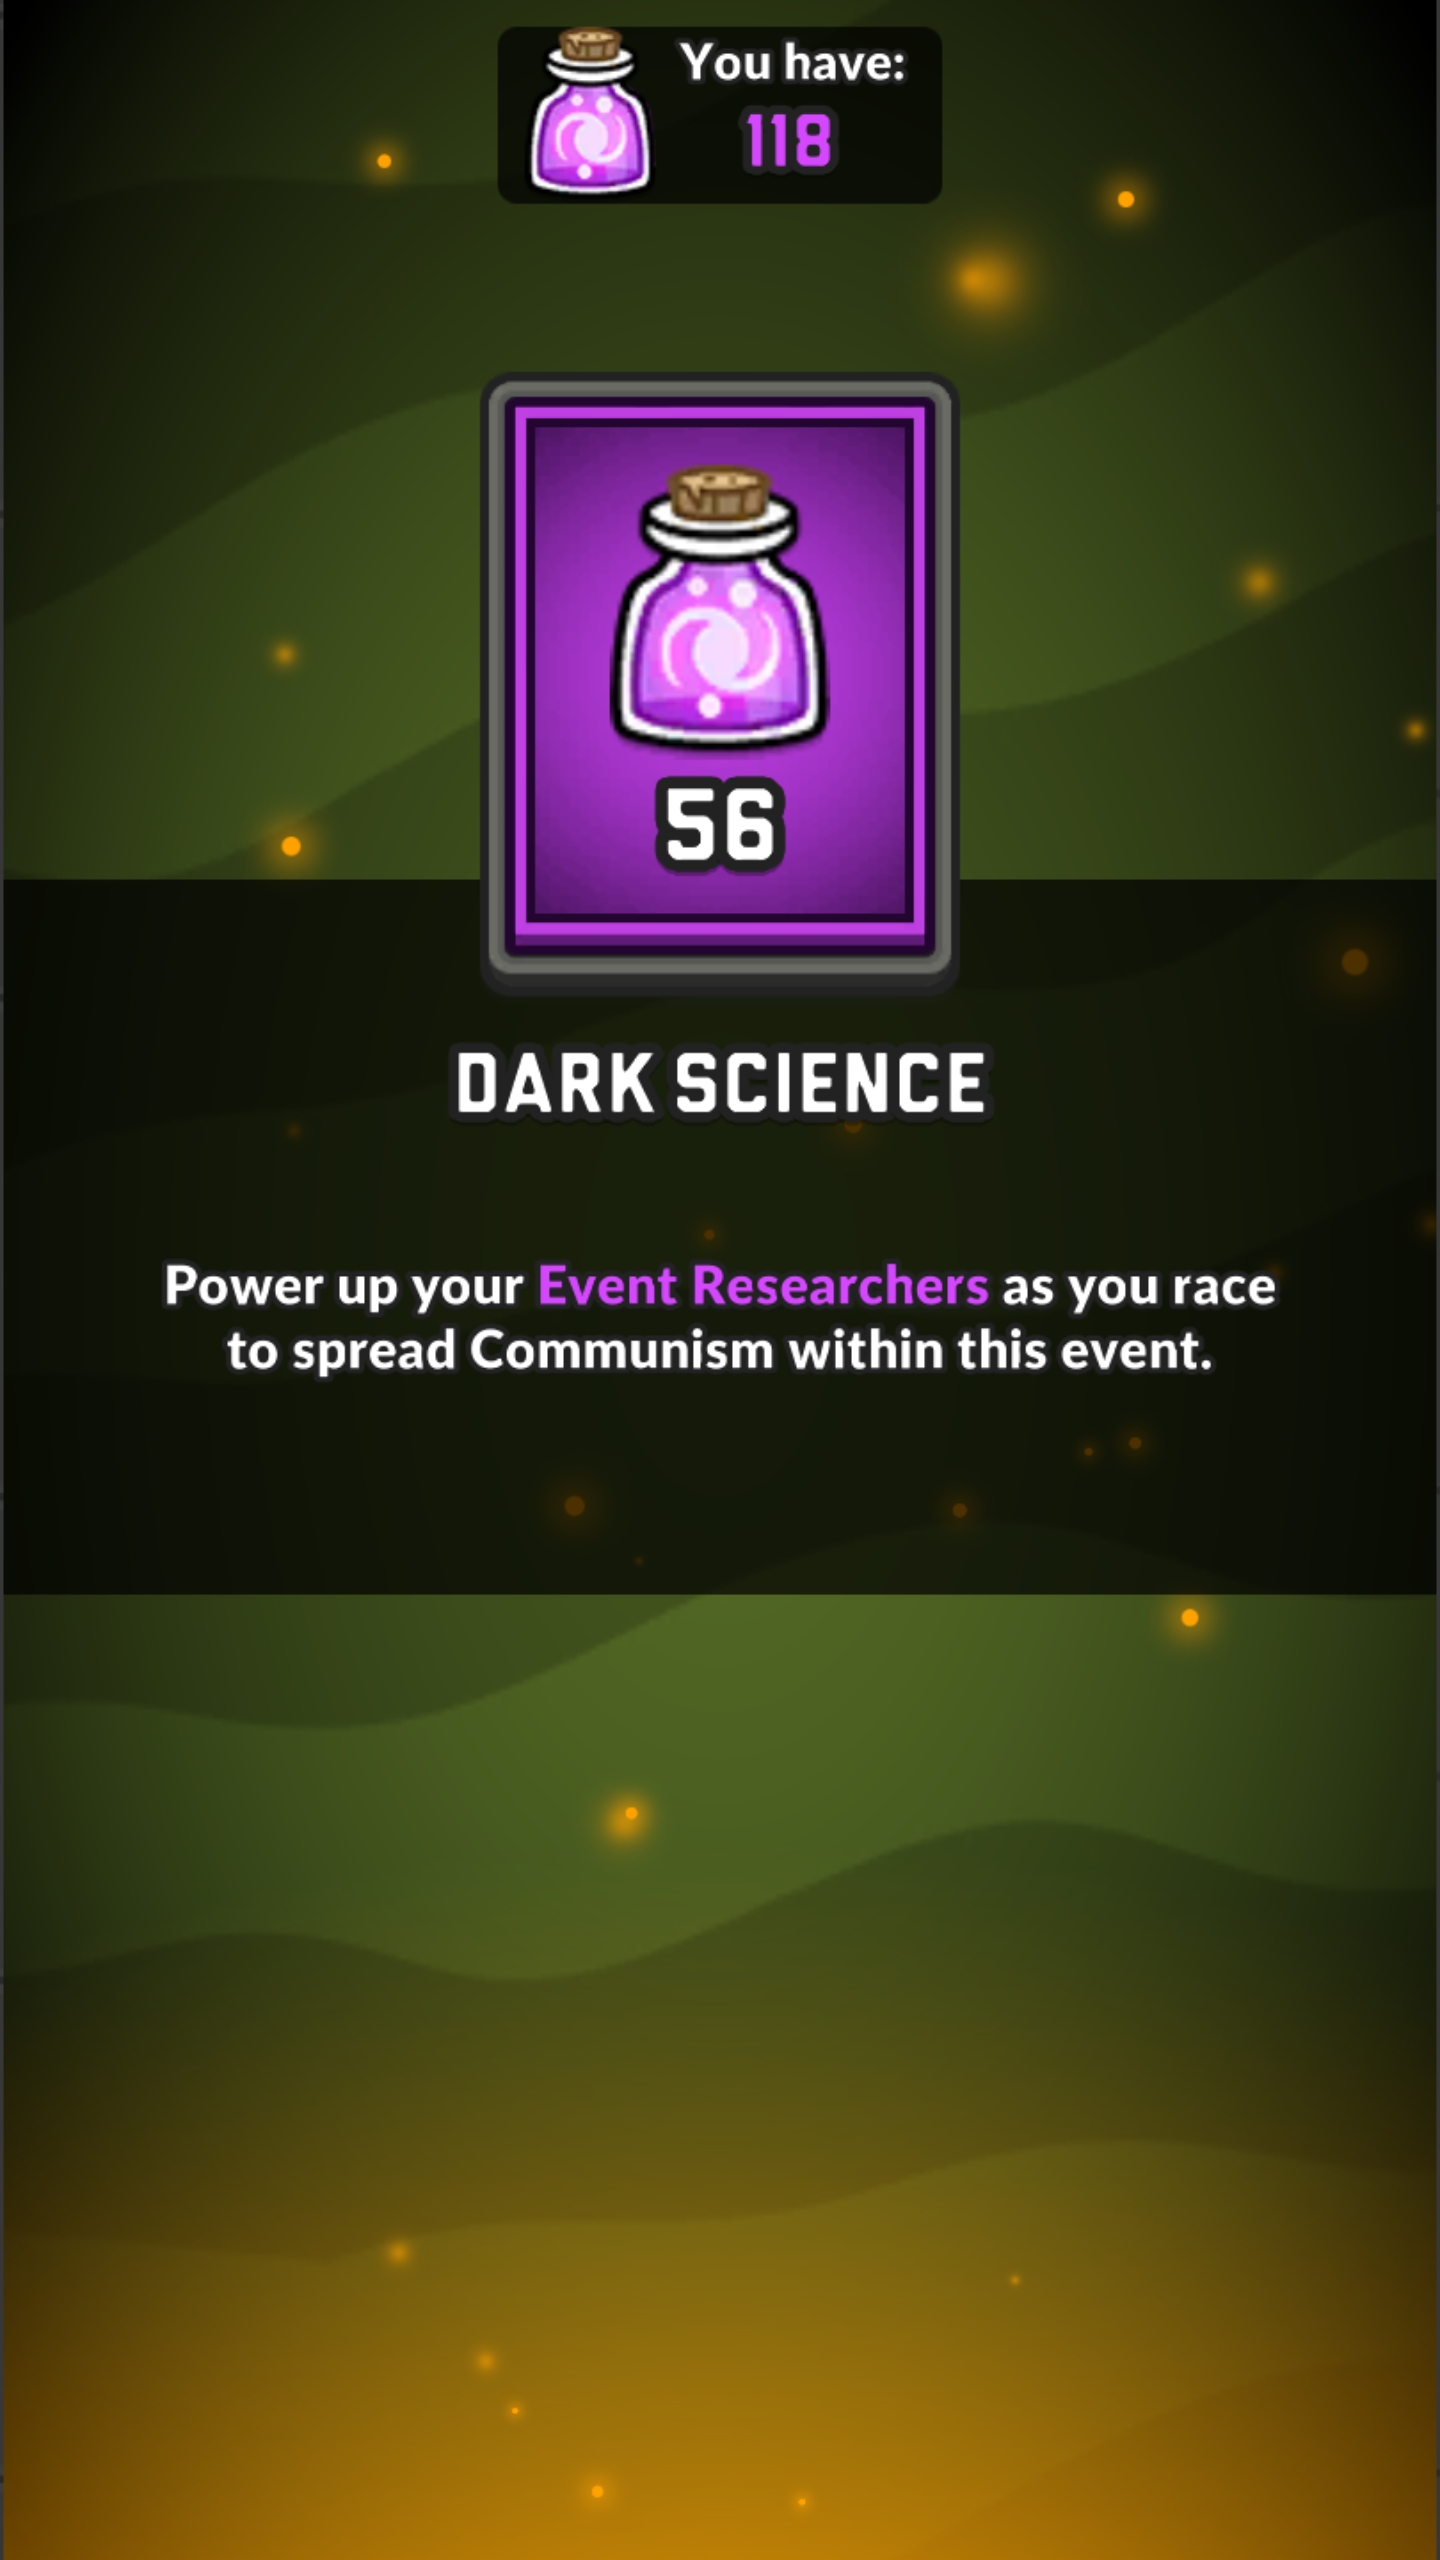 You have:
118
56
DARK SCIENCE
Power up your Event Researchers as you race
to spread Communism within this event.